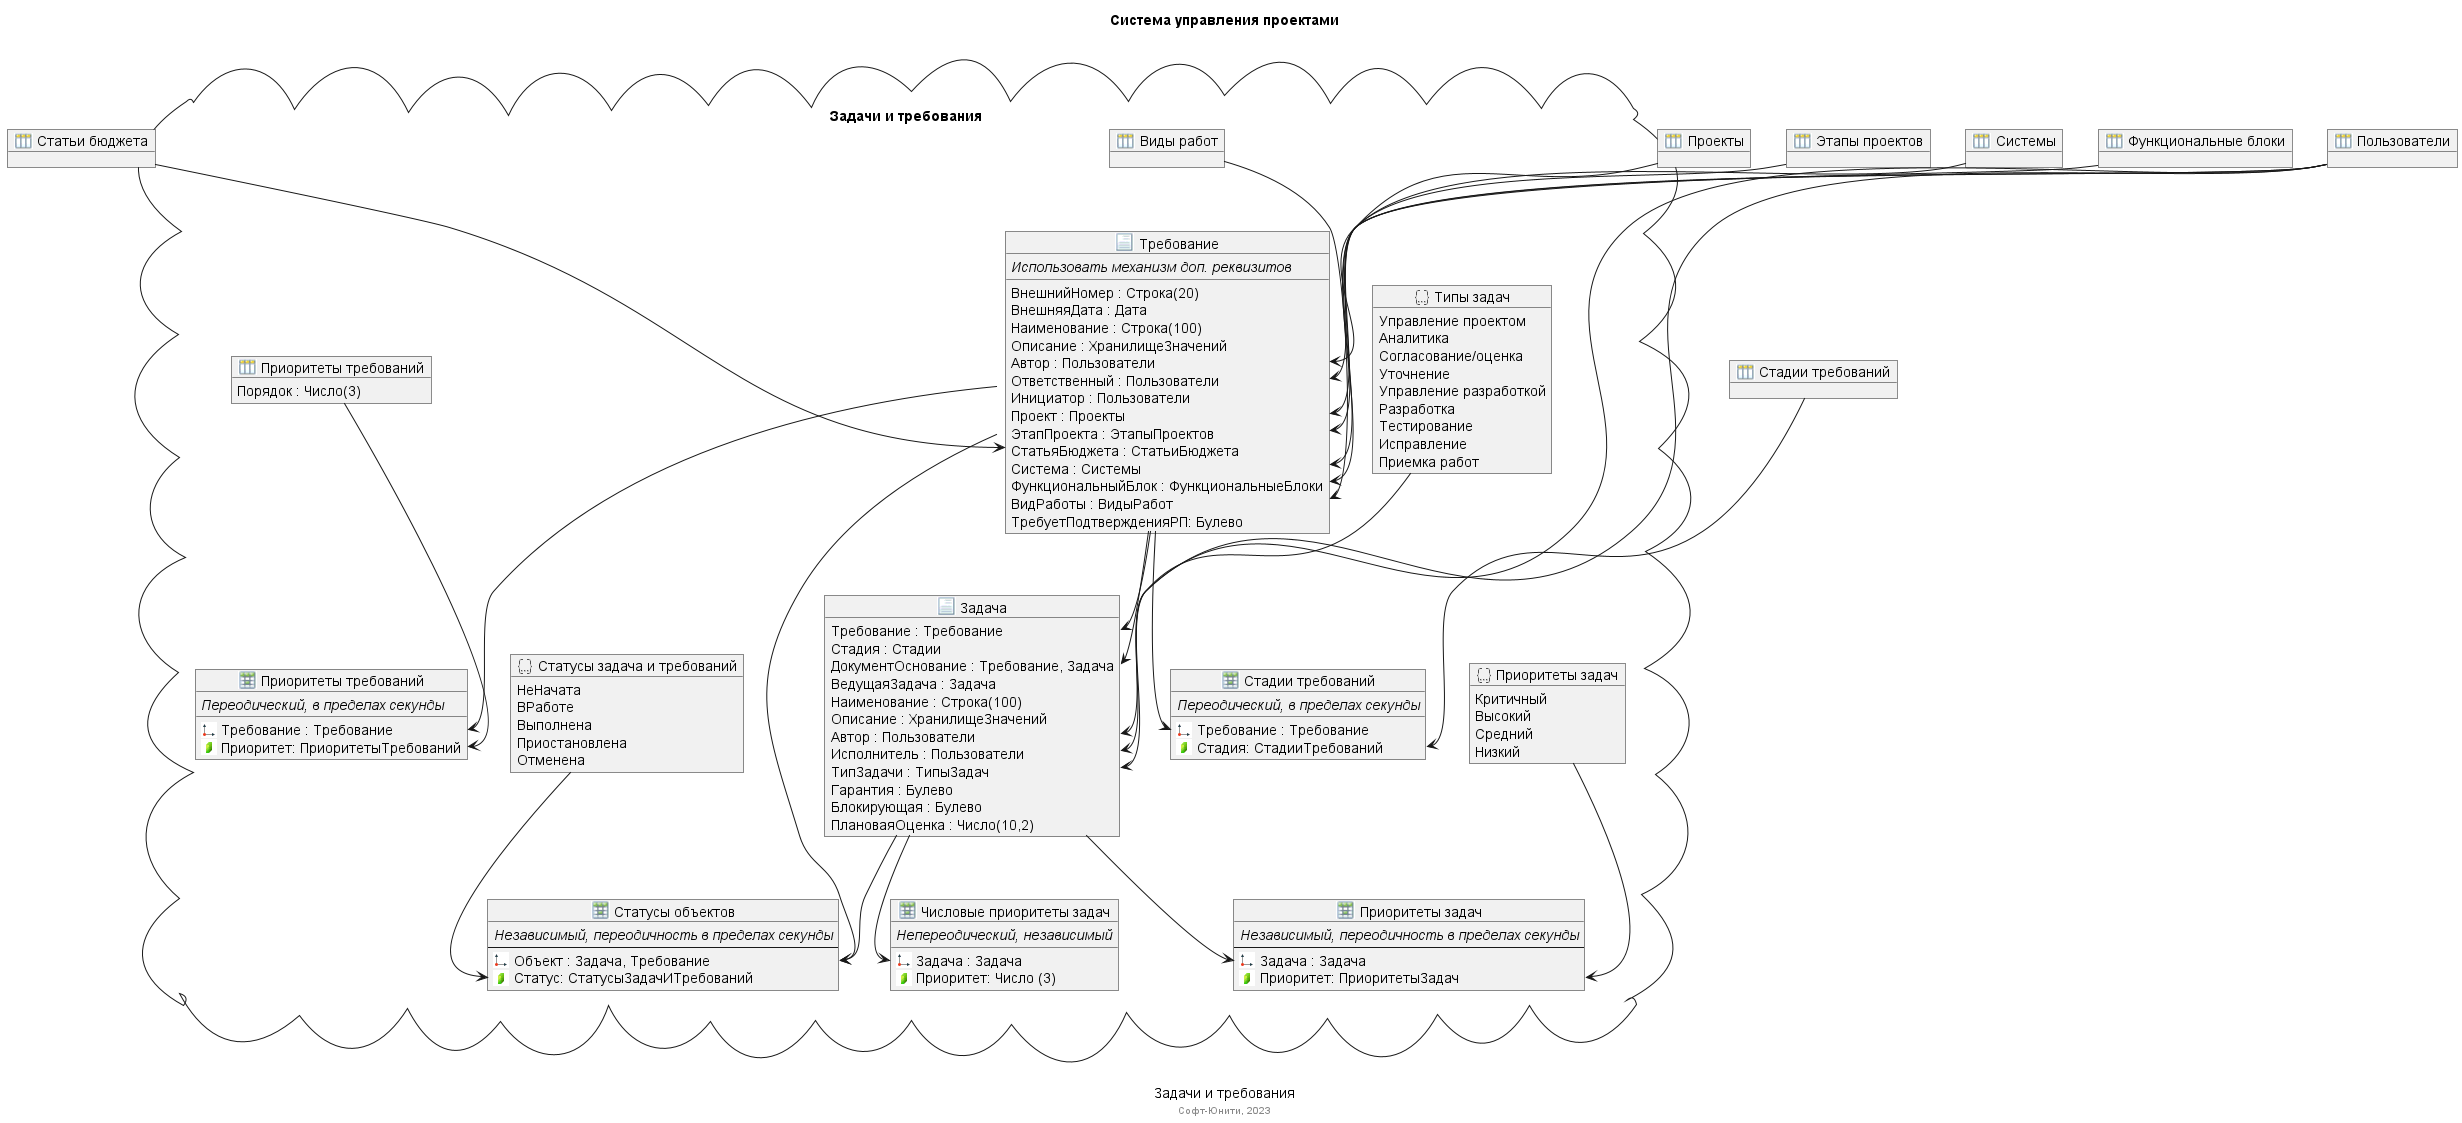 Система управления проектами
Задачи и требования
Статьи бюджета
Виды работ
Проекты
Этапы проектов
Системы
Функциональные блоки
Пользователи
Требование
Использовать механизм доп. реквизитов
ВнешнийНомер : Строка(20)
ВнешняяДата : Дата
Наименование : Строка(100)
Описание : ХранилищеЗначений
Автор : Пользователи
Ответственный : Пользователи
Инициатор : Пользователи
Проект : Проекты
ЭтапПроекта : ЭтапыПроектов
СтатьяБюджета : СтатьиБюджета
Система : Системы
ФункциональныйБлок : ФункциональныеБлоки
ВидРаботы : ВидыРабот
ТребуетПодтвержденияРП: Булево
{...} Типы задач
Управление проектом
Аналитика
Согласование/оценка
Уточнение
Управление разработкой
Разработка
Тестирование
Исправление
Приемка работ
Приоритеты требований
Порядок : Число(3)
Стадии требований
Задача
Требование : Требование
Стадия : Стадии
ДокументОснование : Требование, Задача
ВедущаяЗадача : Задача
Наименование : Строка(100)
Описание : ХранилищеЗначений
Автор : Пользователи
Исполнитель : Пользователи
ТипЗадачи : ТипыЗадач
Гарантия : Булево
Блокирующая : Булево
ПлановаяОценка : Число(10,2)
Приоритеты требований
Переодический, в пределах секунды
Требование : Требование
Приоритет: ПриоритетыТребований
{...} Статусы задача и требований
НеНачата
ВРаботе
Выполнена
Приостановлена
Отменена
Стадии требований
Переодический, в пределах секунды
Требование : Требование
Стадия: СтадииТребований
{...} Приоритеты задач
Критичный
Высокий
Средний
Низкий
Статусы объектов
Независимый, переодичность в пределах секунды
Объект : Задача, Требование
Статус: СтатусыЗадачИТребований
Числовые приоритеты задач
Непереодический, независимый
Задача : Задача
Приоритет: Число (3)
Приоритеты задач
Независимый, переодичность в пределах секунды
Задача : Задача
Приоритет: ПриоритетыЗадач
Задачи и требования
Софт-Юнити, 2023